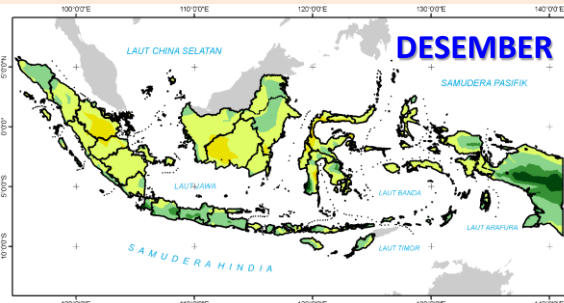 100°0'0"E 110°0'0"E 120°0'0"E 130°0'0"E 140°0'0"E
DESEMBER
LAUT CHINA SELATAN
SAMUDERA PASIFIK
5°0'0"N
0°0'0"
5°0'0"S
10°0'0"S
LAUT JAWA
LAUT BANDA
LAUT ARAFURA
LAUT TIMOR
SAMUDERA HINDIA